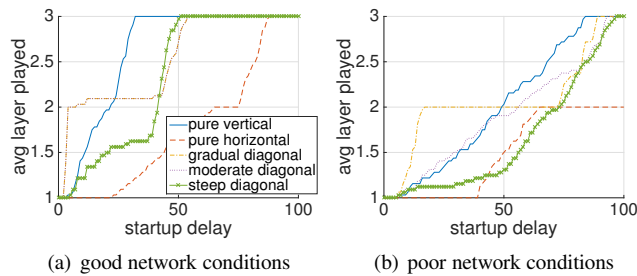 3
2.5
2
1.5
1
avg layer played
0
50
100
startup delay
pure vertical
pure horizontal
gradual diagonal
moderate diagonal
steep diagonal
(a) good network conditions
3
2.5
2
1.5
1
avg layer played
0
50
100
startup delay
(b) poor network conditions